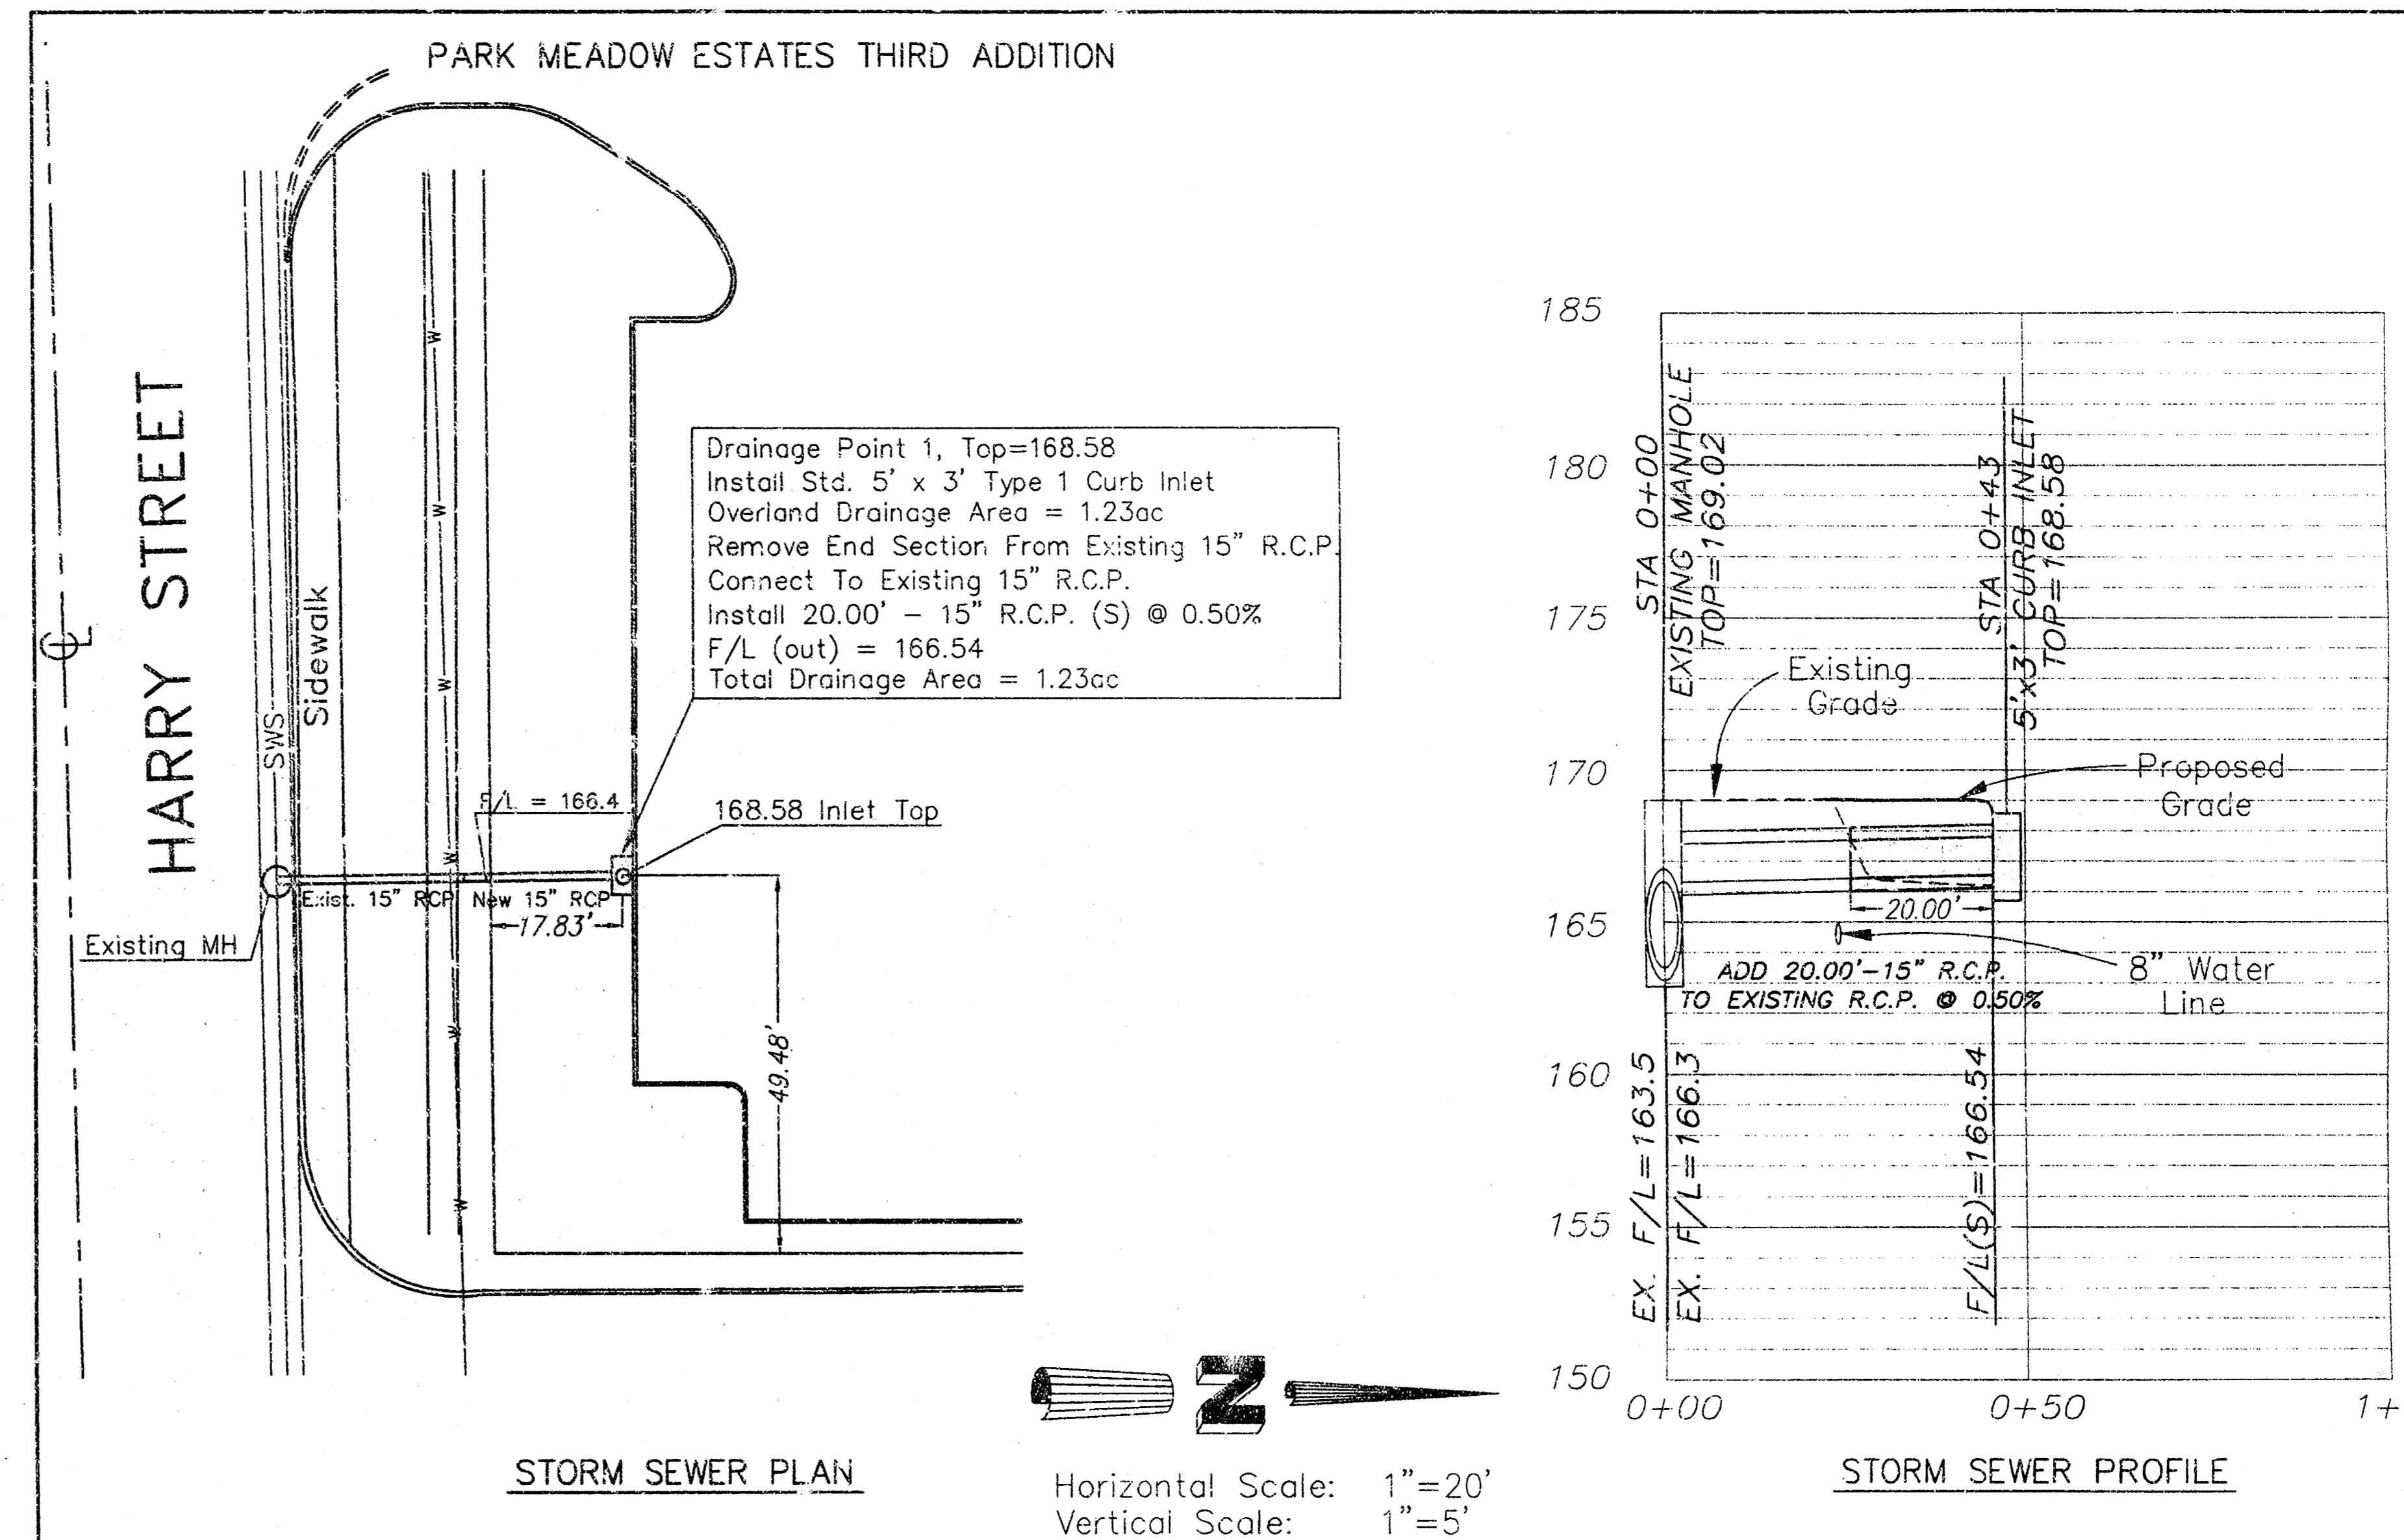 PARK MEADOW ESTATES THIRD ADDITION
HARRY STREET
CL
SWS
Sidewalk
W
W
W
W
W
W
Drainage Point 1, Top=168.58
Install Std. 5' x 3' Type 1 Curb Inlet
Overland Drainage Area = 1.23ac
Remove End Section From Existing 15" R.C.P.
Connect To Existing 15" R.C.P.
Install 20.00' - 15" R.C.P. (S) @ 0.50%
F/L (out) = 166.54
Total Drainage Area = 1.23ac
F/L = 166.4
168.58 Inlet Top
Exist. 15" RCP
New 15" RCP
17.83'
Existing MH
49.48'
STORM SEWER PLAN
N
Horizontal Scale: 1"=20'
Vertical Scale: 1"=5'
185
180
175
170
165
160
155
150
STA 0+00
EXISTING MANHOLE
TOP=169.02
STA 0+43
5'x3' CURB INLET
TOP=168.58
Existing
Grade
Proposed
Grade
20.00'
ADD 20.00'-15" R.C.P.
TO EXISTING R.C.P. @ 0.50%
8" Water
Line
EX. F/L=163.5
EX. F/L=166.3
F/L(S)=166.54
0+00
0+50
1+
STORM SEWER PROFILE